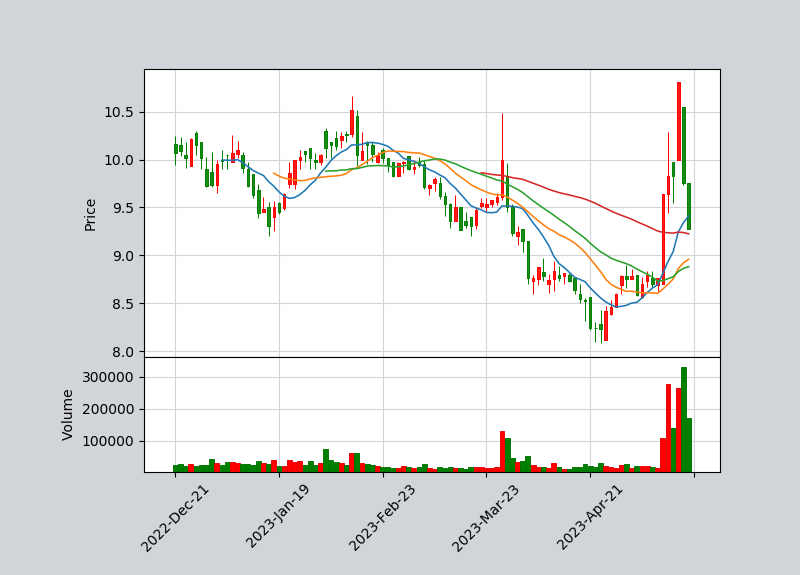 10.5
10.0
9.5
9.0
8.5
8.0
Price
300000
200000
100000
Volume
2022-Dec-21
2023-Jan-19
2023-Feb-23
2023-Mar-23
2023-Apr-21